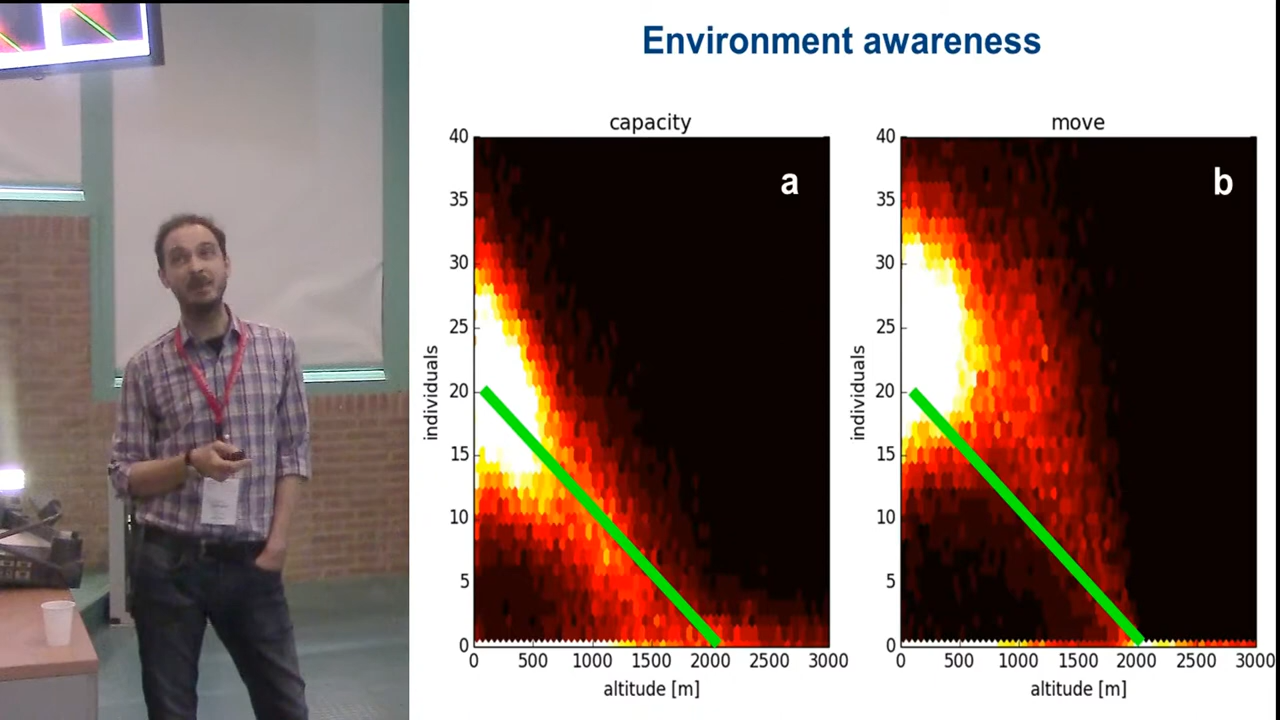 Environment awareness
capacity
40
35
30
25
20
15
10
5
0
individuals
a
0 500 1000 1500 2000 2500 3000
altitude [m]
move
40
35
30
25
20
15
10
5
0
individuals
b
0 500 1000 1500 2000 2500 3000
altitude [m]